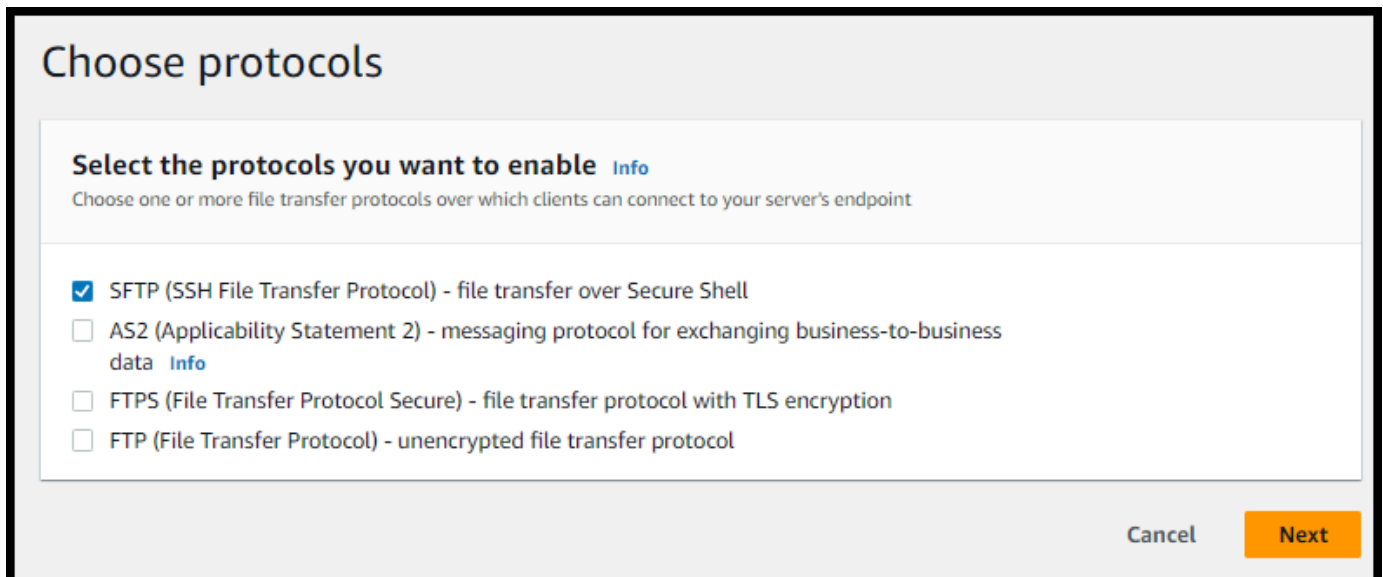 Choose protocols
Select the protocols you want to enable Info
Choose one or more file transfer protocols over which clients can connect to your server's endpoint
SFTP (SSH File Transfer Protocol) - file transfer over Secure Shell
AS2 (Applicability Statement 2) - messaging protocol for exchanging business-to-business
data Info
FTPS (File Transfer Protocol Secure) - file transfer protocol with TLS encryption
FTP (File Transfer Protocol) - unencrypted file transfer protocol
Cancel Next